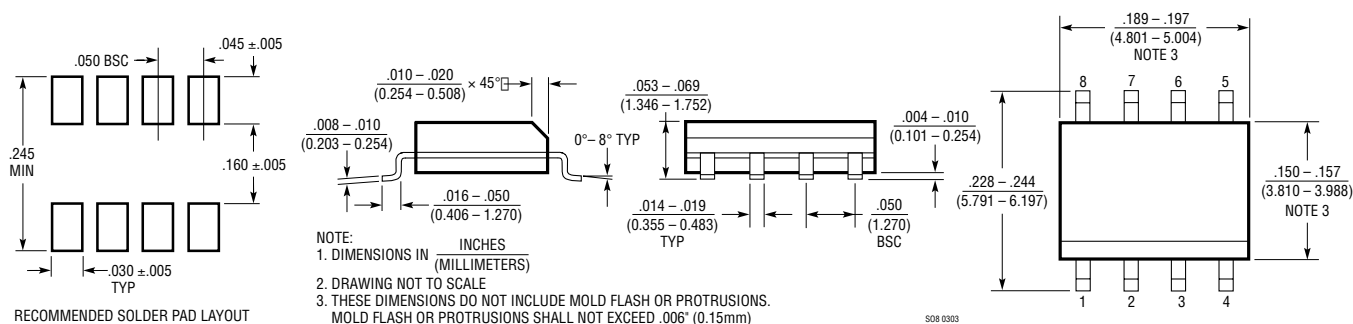 .050 BSC
.045 ±.005
.245
MIN
.160 ±.005
.030 ±.005
TYP
RECOMMENDED SOLDER PAD LAYOUT
.010 – .020
(0.254 – 0.508)
× 45°
.008 – .010
(0.203 – 0.254)
0°– 8° TYP
.016 – .050
(0.406 – 1.270)
.053 – .069
(1.346 – 1.752)
.004 – .010
(0.101 – 0.254)
.014 – .019
(0.355 – 0.483)
TYP
.050
(1.270)
BSC
NOTE:
1. DIMENSIONS IN INCHES
(MILLIMETERS)
2. DRAWING NOT TO SCALE
3. THESE DIMENSIONS DO NOT INCLUDE MOLD FLASH OR PROTRUSIONS.
MOLD FLASH OR PROTRUSIONS SHALL NOT EXCEED .006" (0.15mm)
.189 – .197
(4.801 – 5.004)
NOTE 3
8 7 6 5
.228 – .244
(5.791 – 6.197)
.150 – .157
(3.810 – 3.988)
NOTE 3
1 2 3 4
SO8 0303